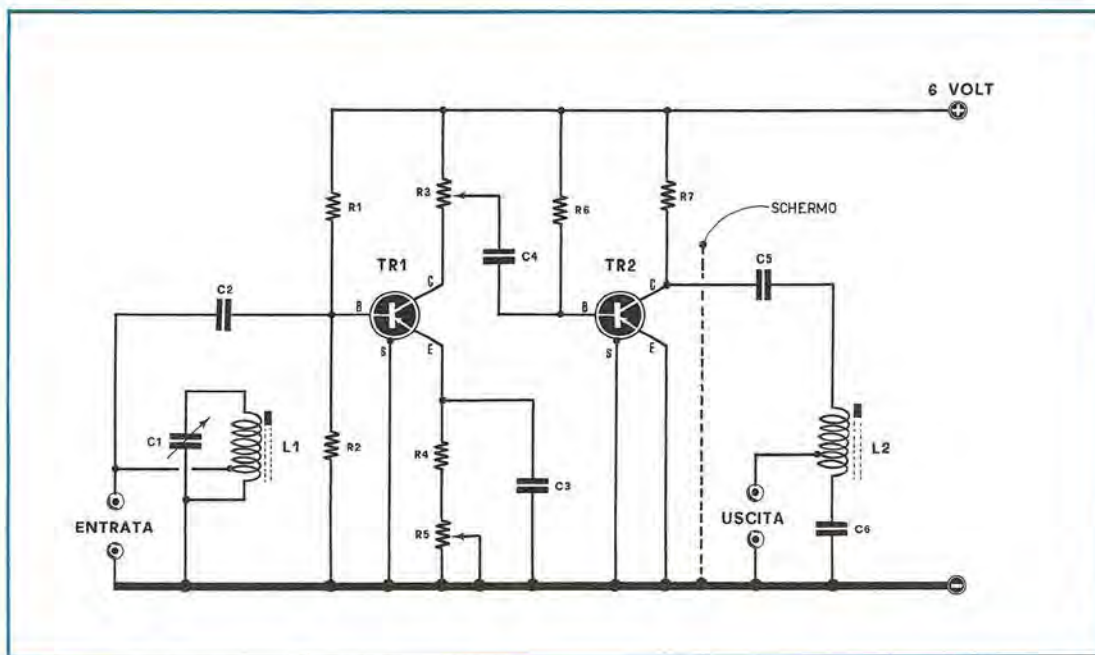 6 VOLT
+
R1
R3
R6
R7
SCHERMO
C4
TR1
TR2
C5
C2
C
C
B
B
S
E
S
E
C1
L1
R2
R4
C3
L2
ENTRATA
R5
USCITA
C6
-